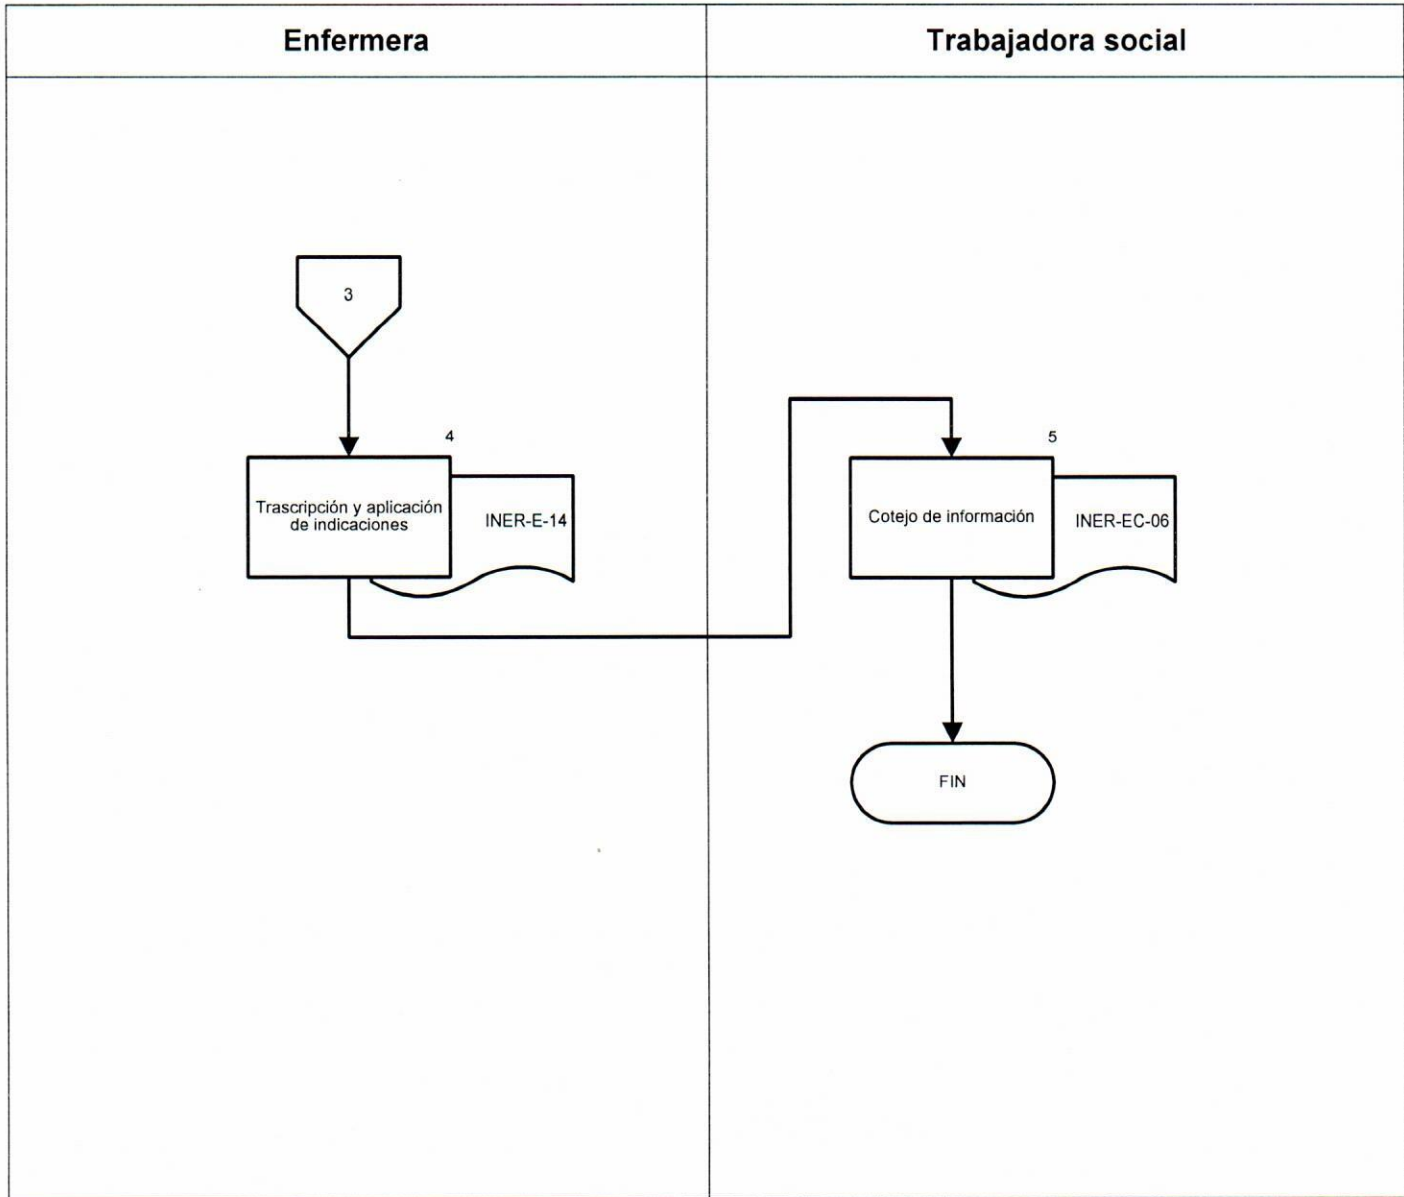 Enfermera
Trabajadora social
3
4
Trascripción y aplicación
de indicaciones
INER-E-14
5
Cotejo de información
INER-EC-06
FIN